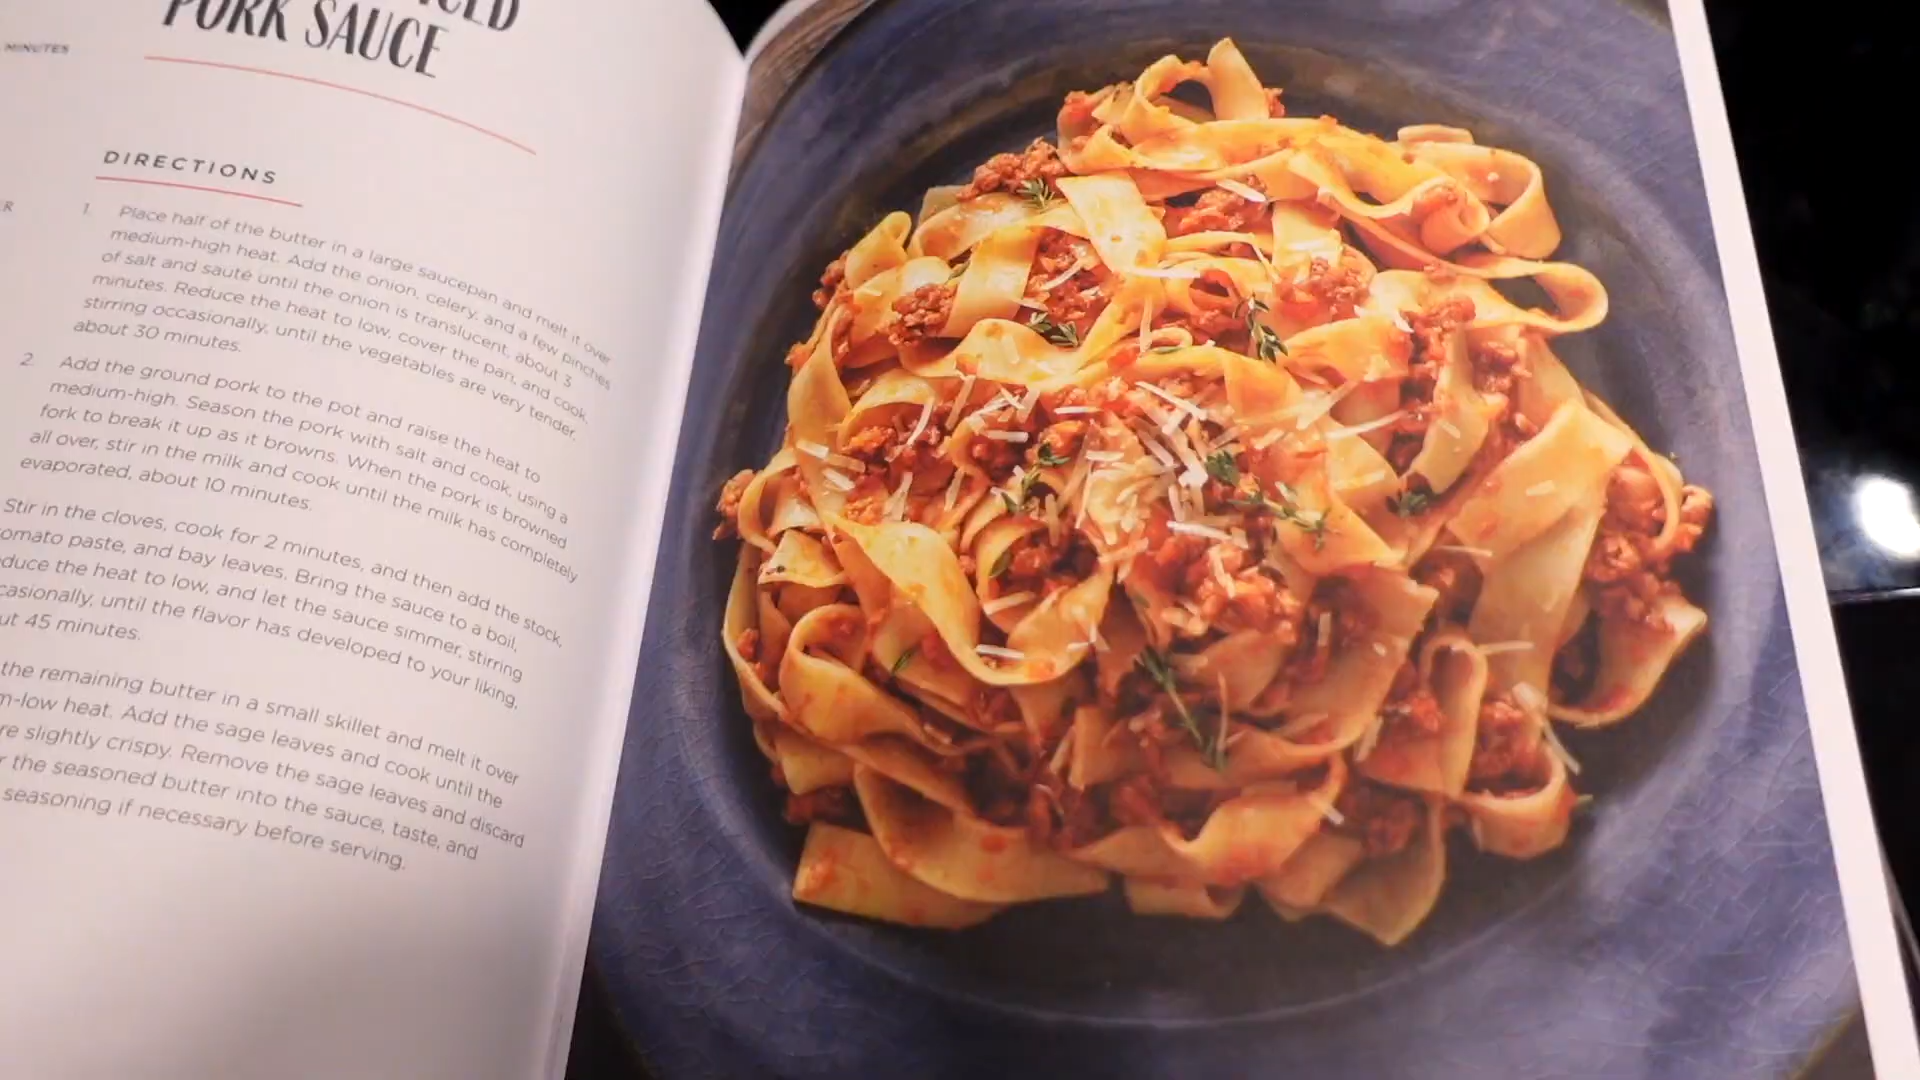 PORK SAUCE
MINUTES
DIRECTIONS
R
1. Place half of the butter in a large saucepan and melt it over
medium-high heat. Add the onion, celery, and a few pinches
of salt and sauté until the onion is translucent, about 3
minutes. Reduce the heat to low, cover the pan, and cook,
stirring occasionally, until the vegetables are very tender,
about 30 minutes.
2. Add the ground pork to the pot and raise the heat to
medium-high. Season the pork with salt and cook, using a
fork to break it up as it browns. When the pork is browned
all over, stir in the milk and cook until the milk has completely
evaporated, about 10 minutes.
Stir in the cloves, cook for 2 minutes, and then add the stock,
omato paste, and bay leaves. Bring the sauce to a boil,
duce the heat to low, and let the sauce simmer, stirring
casionally, until the flavor has developed to your liking,
ut 45 minutes.
the remaining butter in a small skillet and melt it over
m-low heat. Add the sage leaves and cook until the
re slightly crispy. Remove the sage leaves and discard
r the seasoned butter into the sauce, taste, and
seasoning if necessary before serving.